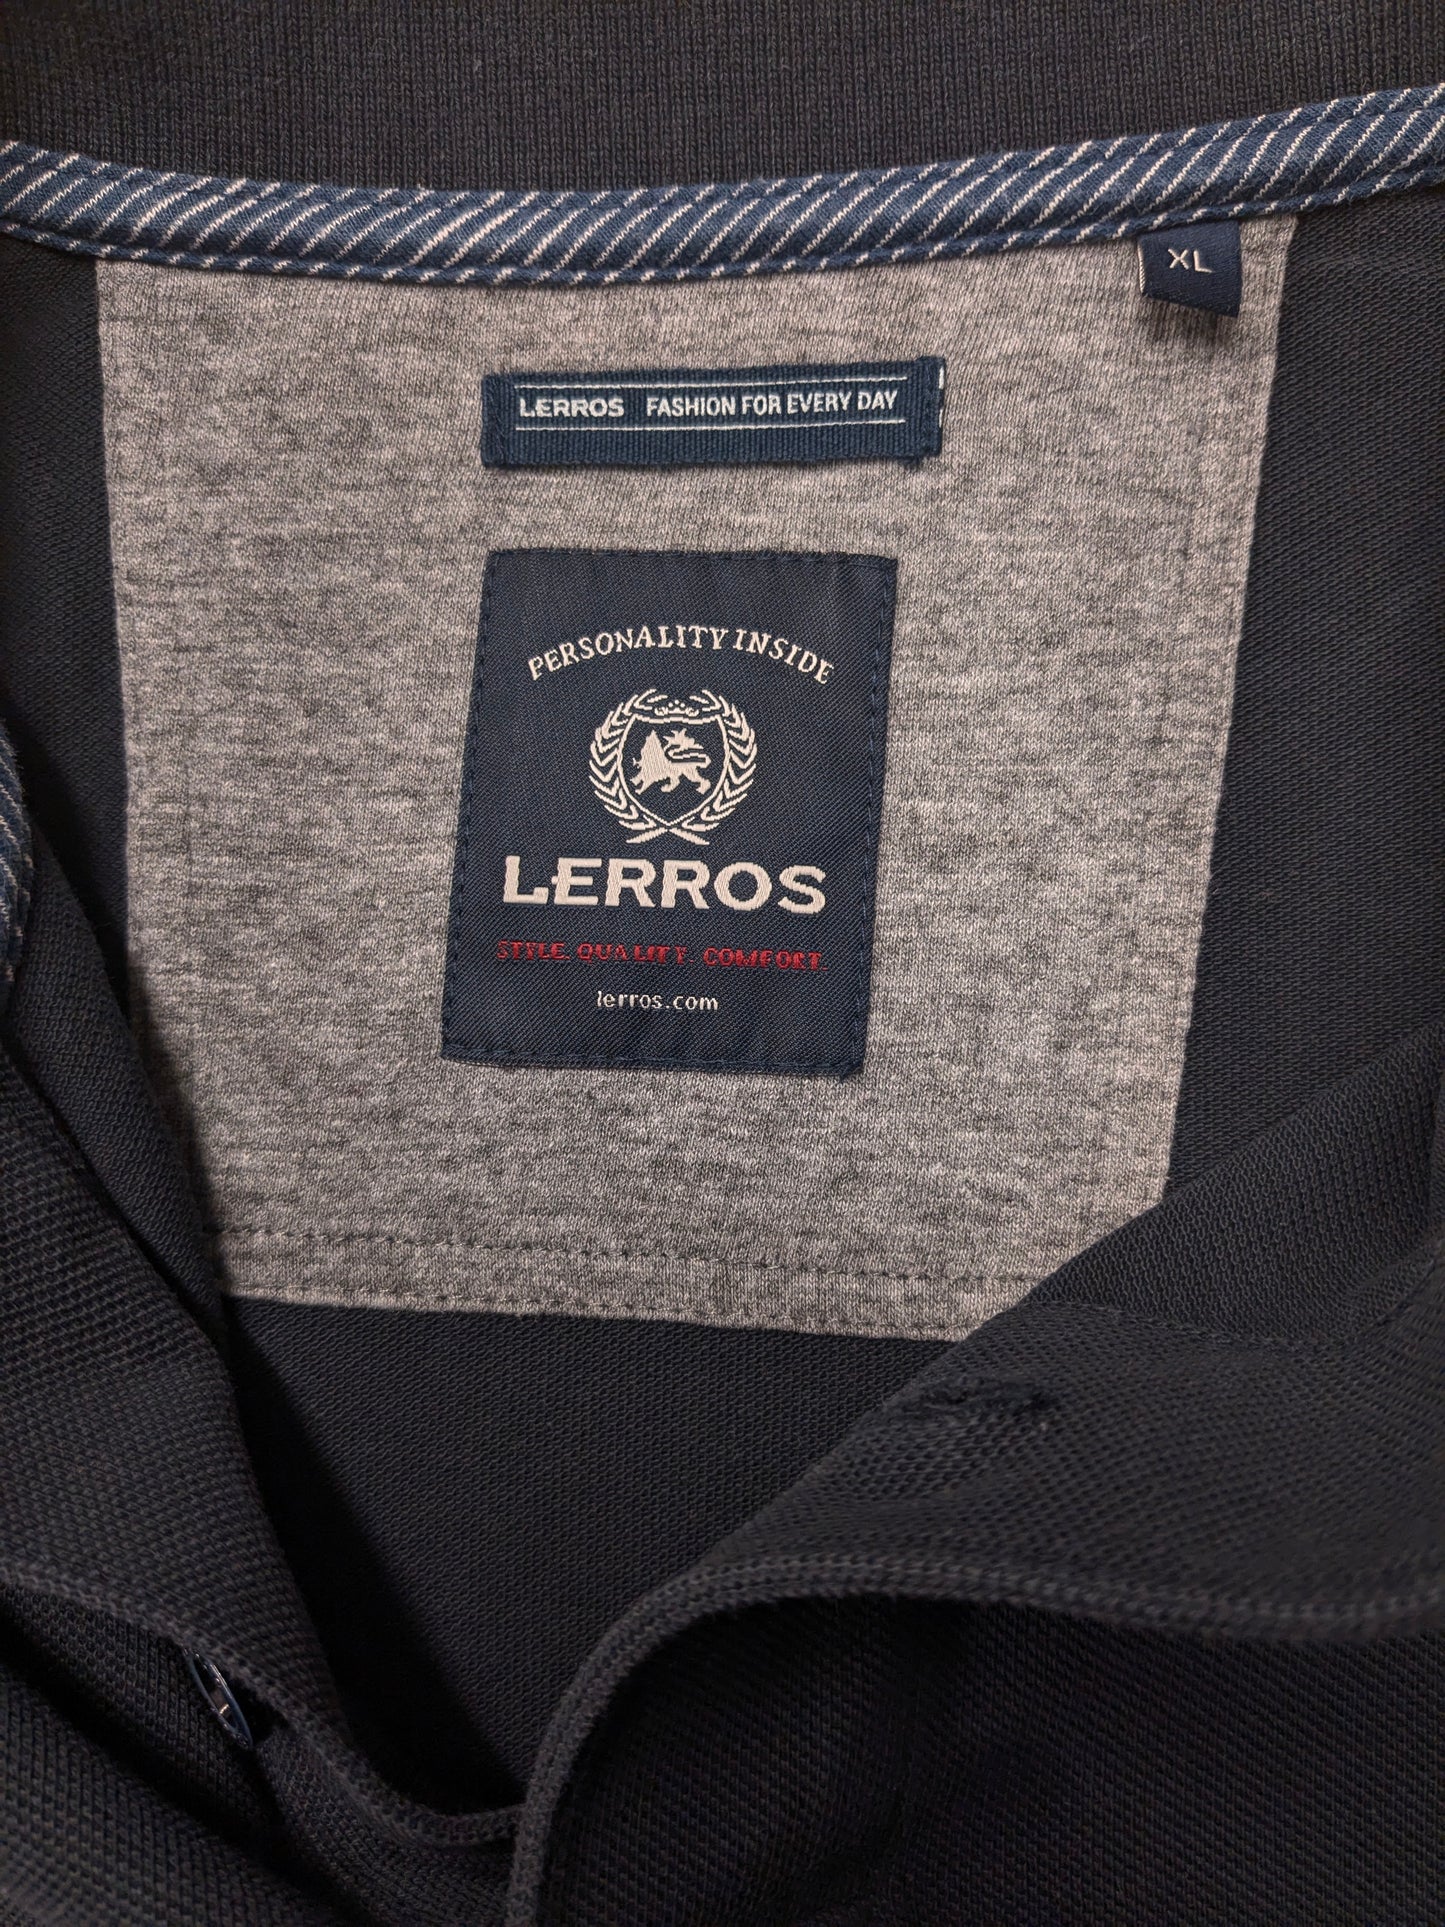 XL
LERROS FASHION FOR EVERY DAY
PERSONALITY INSIDE
LERROS
STYLE. QUALITY. COMFORT.
lerros.com